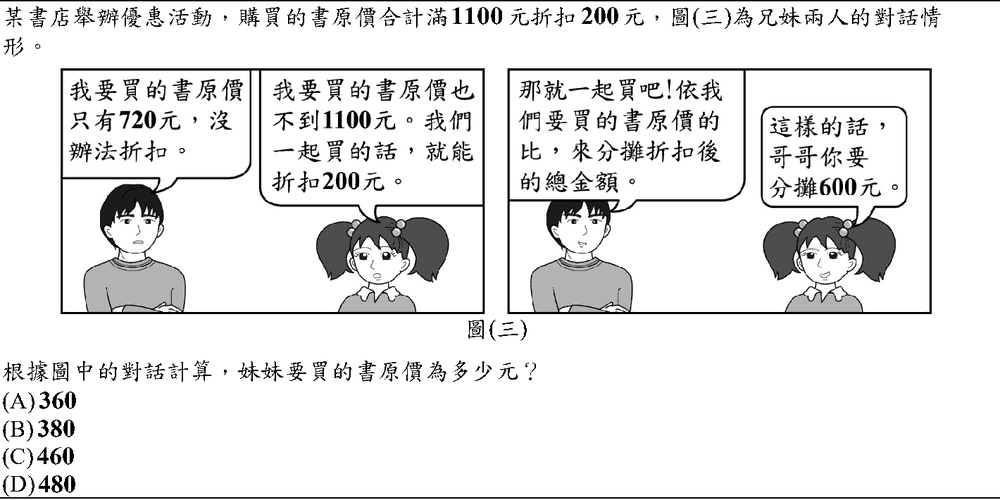 某書店舉辦優惠活動，購買的書原價合計滿1100元折扣200元，圖(三)為兄妹兩人的對話情
形。
我要買的書原價
只有720元，沒
辦法折扣。
我要買的書原價也
不到1100元。我們
一起買的話，就能
折扣200元。
那就一起買吧！依我
們要買的書原價的
比，來分攤折扣後
的總金額。
這樣的話，
哥哥你要
分攤600元。
圖(三)
根據圖中的對話計算，妹妹要買的書原價為多少元？
(A)360
(B)380
(C)460
(D)480